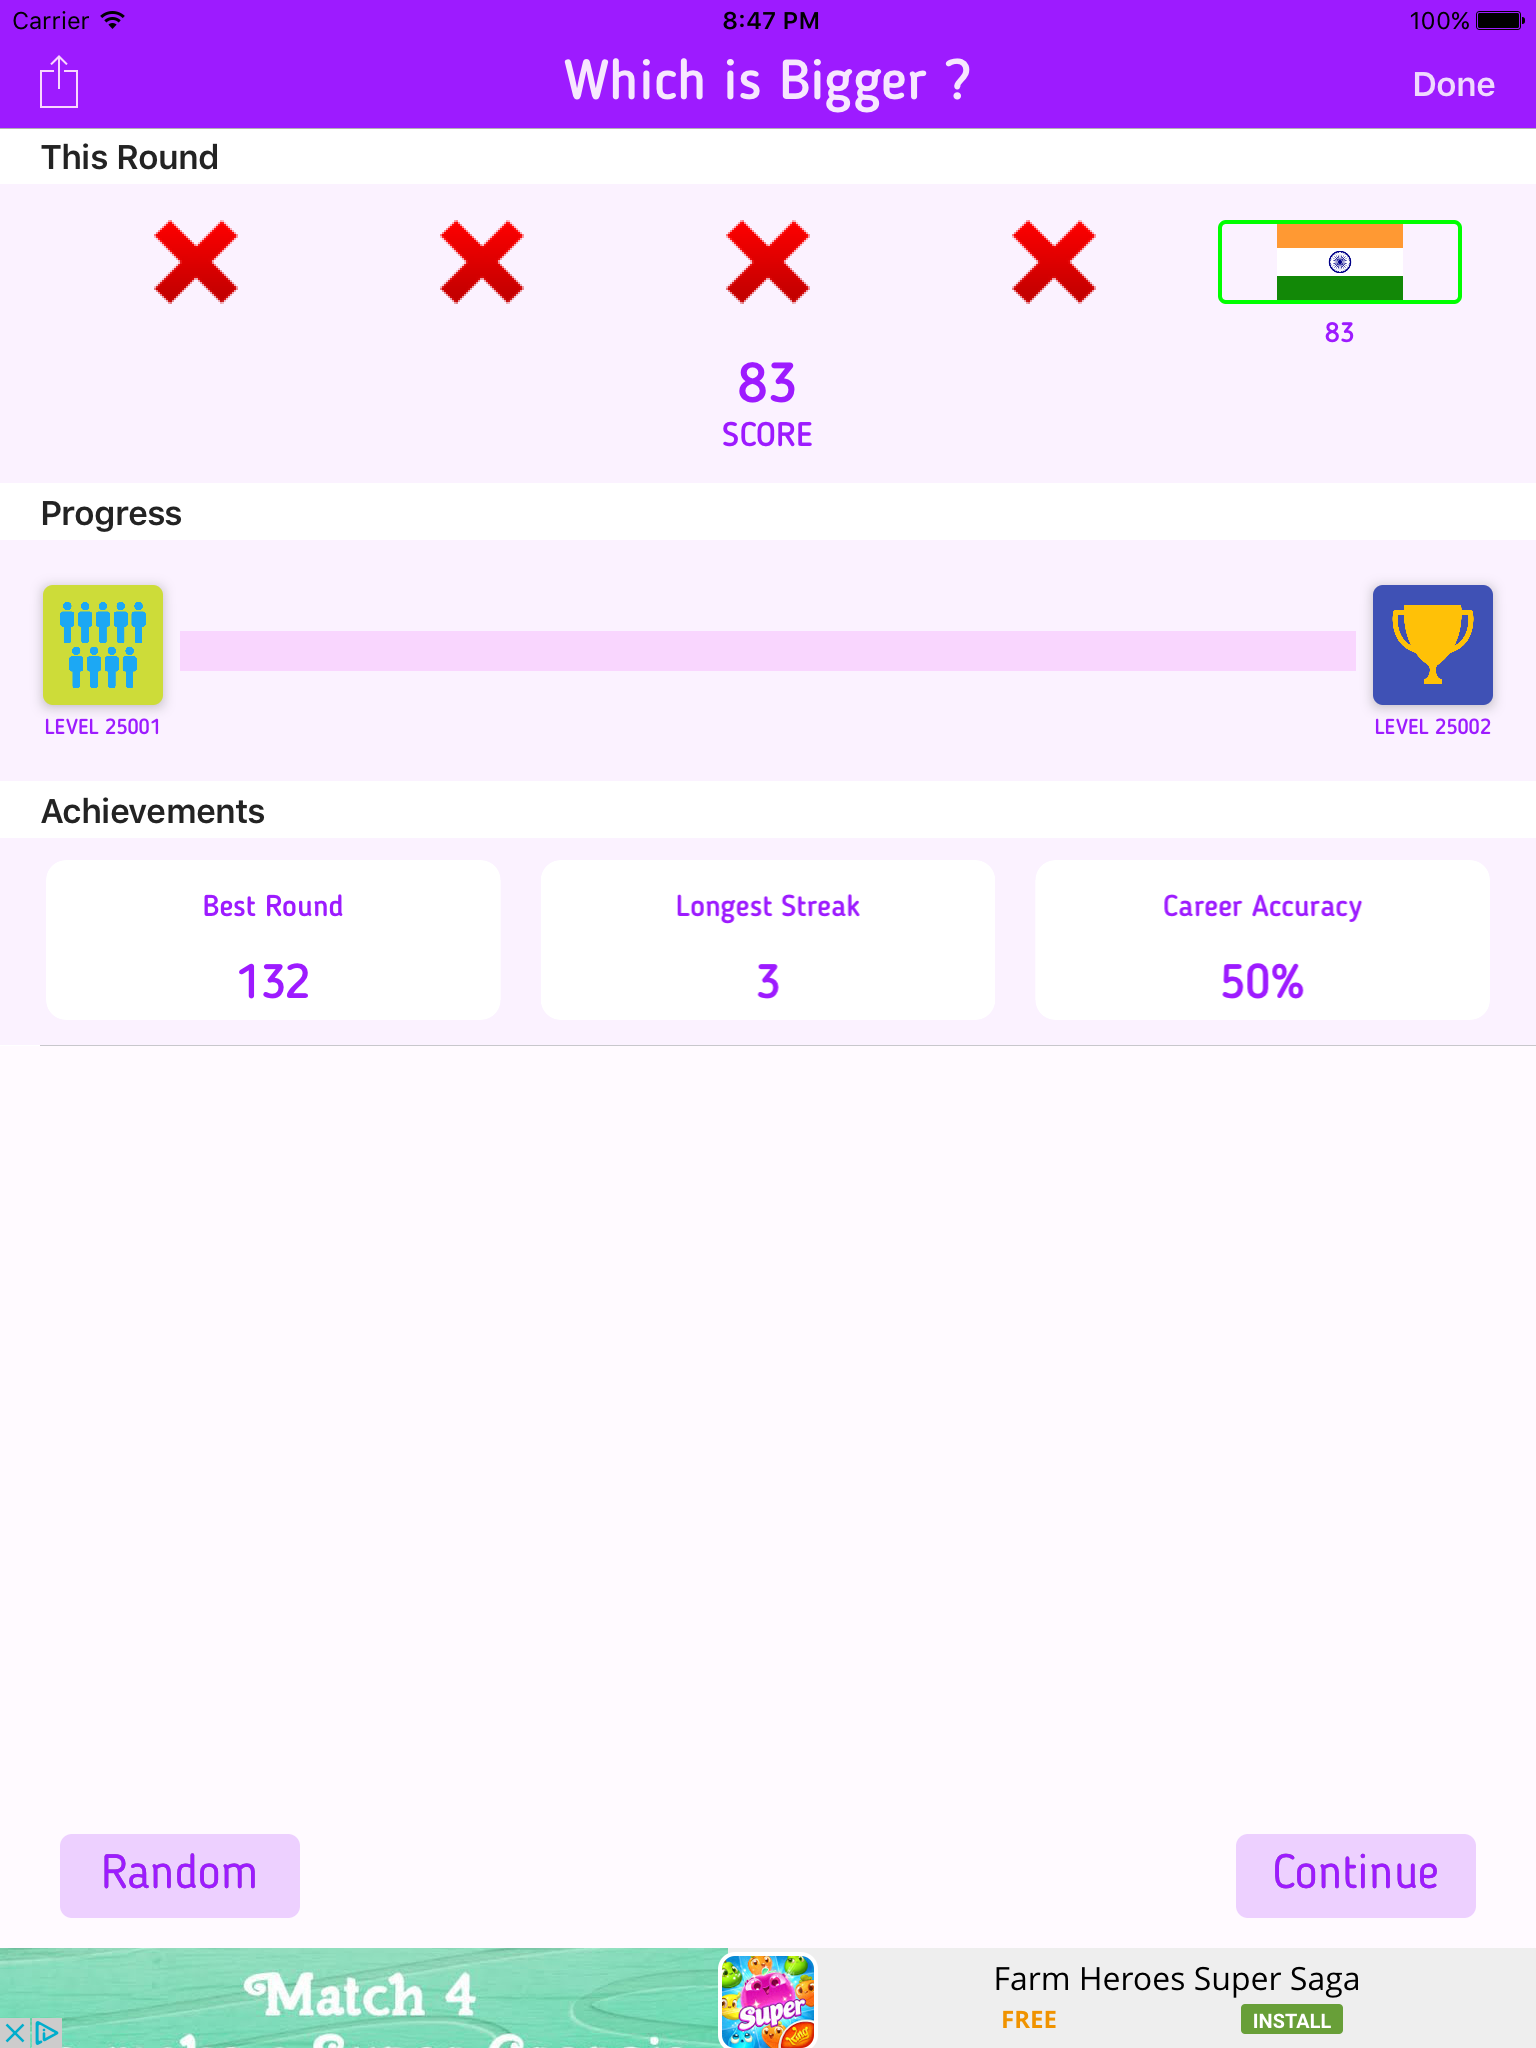 Carrier 8:47 PM 100%
Which is Bigger ?
Done
This Round
83
83
SCORE
Progress
LEVEL 25001
LEVEL 25002
Achievements
Best Round
132
Longest Streak
3
Career Accuracy
50%
Random
Continue
Match 4
Super
King
Farm Heroes Super Saga
FREE
INSTALL